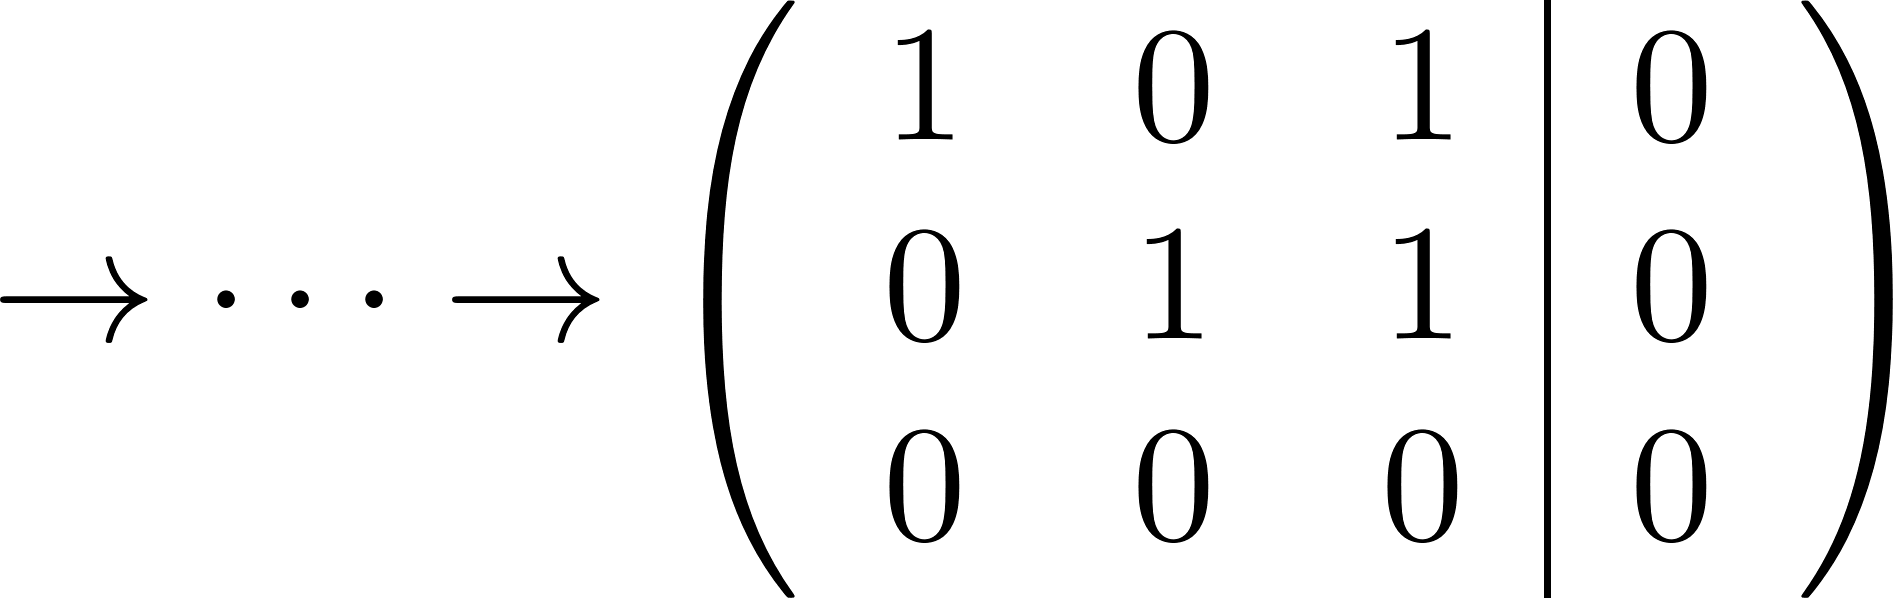 → ··· → ( 1 0 1 | 0
0 1 1 | 0
0 0 0 | 0 )